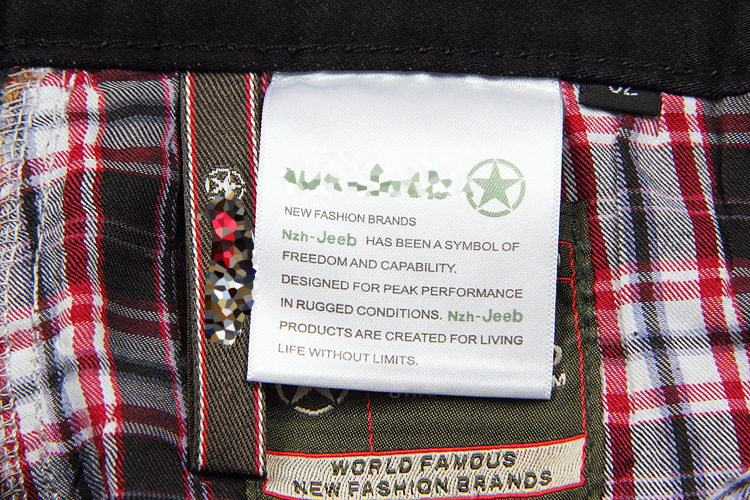 NEW FASHION BRANDS
Nzh-Jeeb HAS BEEN A SYMBOL OF
FREEDOM AND CAPABILITY.
DESIGNED FOR PEAK PERFORMANCE
IN RUGGED CONDITIONS. Nzh-Jeeb
PRODUCTS ARE CREATED FOR LIVING
LIFE WITHOUT LIMITS.
WORLD FAMOUS
NEW FASHION BRANDS